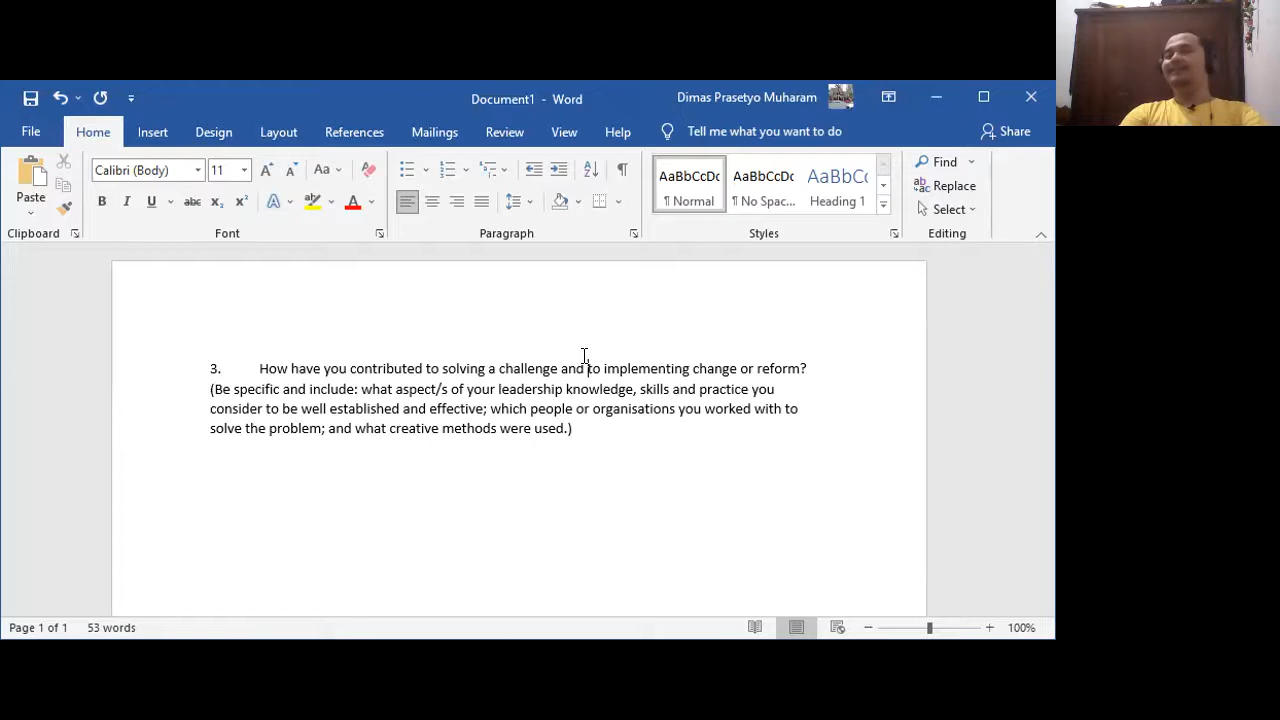 Document1 - Word
Dimas Prasetyo Muharam
File Home Insert Design Layout References Mailings Review View Help Tell me what you want to do Share
Calibri (Body) 11 Aa
AaBbCcDc AaBbCcDc AaBbCc
Find
Paste
B I U abc x₂ x² A A
¶ Normal ¶ No Spac... Heading 1
Replace
Select
Clipboard Font Paragraph Styles Editing
3. How have you contributed to solving a challenge and to implementing change or reform?
(Be specific and include: what aspect/s of your leadership knowledge, skills and practice you
consider to be well established and effective; which people or organisations you worked with to
solve the problem; and what creative methods were used.)
Page 1 of 1 53 words 100%